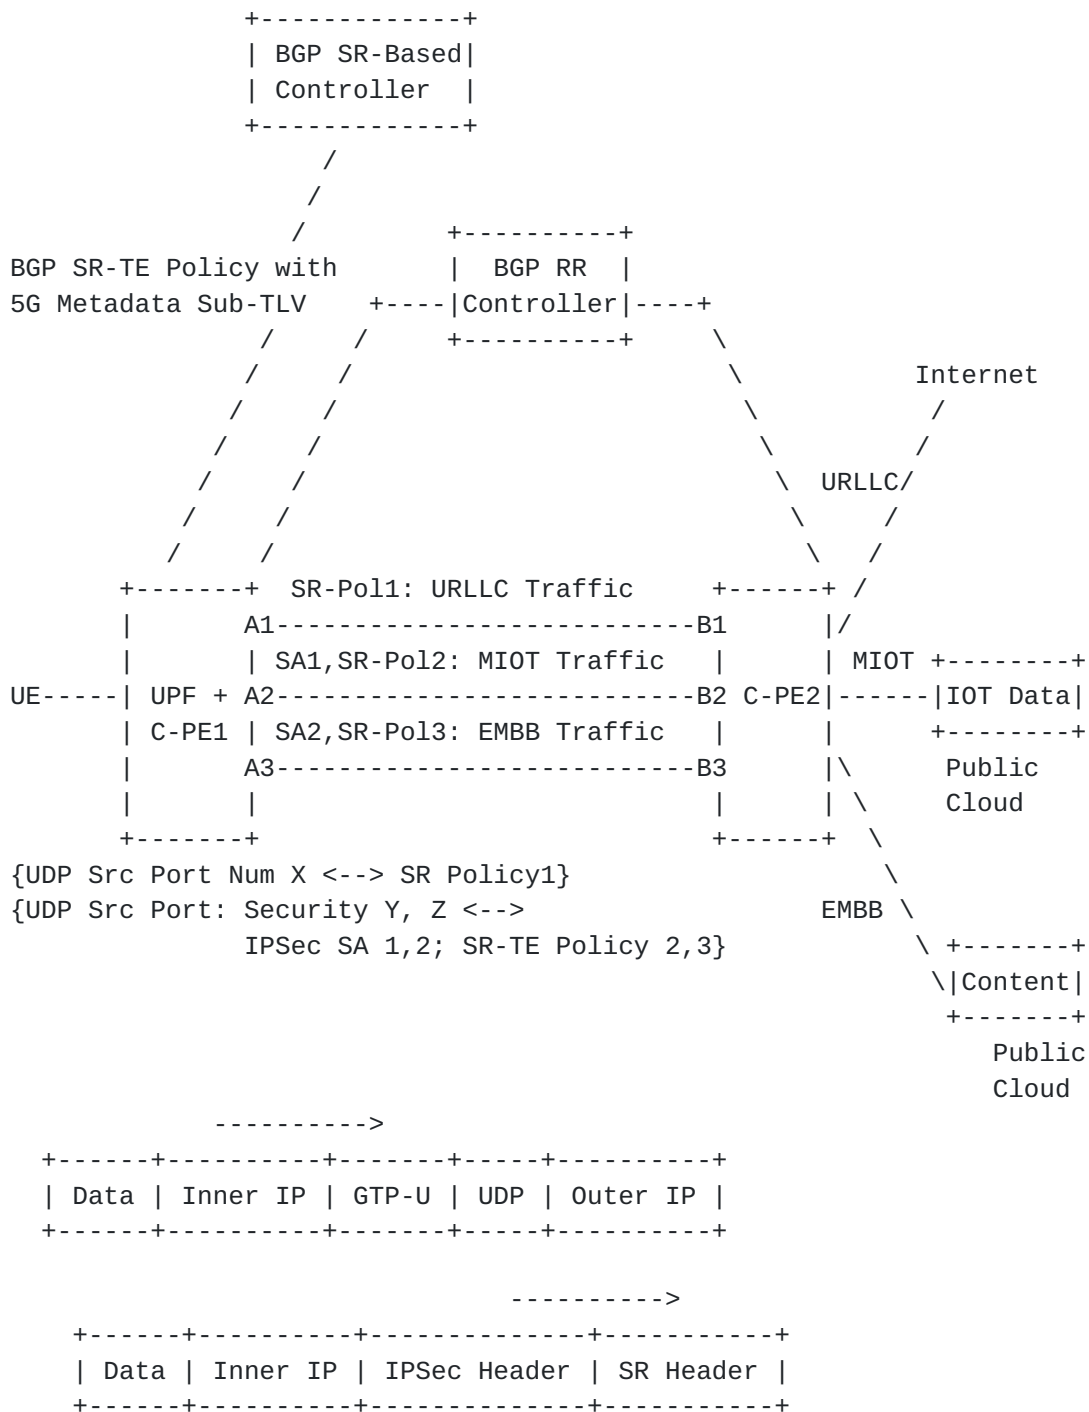 BGP SR-Based
Controller
BGP SR-TE Policy with
5G Metadata Sub-TLV
BGP RR
Controller
Internet
URLLC
SR-Pol1: URLLC Traffic
A1 B1
SA1,SR-Pol2: MIOT Traffic MIOT
UE UPF + A2 B2 C-PE2 IOT Data
C-PE1 SA2,SR-Pol3: EMBB Traffic
A3 B3 Public
Cloud
{UDP Src Port Num X <--> SR Policy1}
{UDP Src Port: Security Y, Z <--> EMBB
IPSec SA 1,2; SR-TE Policy 2,3}
Content
Public
Cloud
---------->
| Data | Inner IP | GTP-U | UDP | Outer IP |
---------->
| Data | Inner IP | IPSec Header | SR Header |